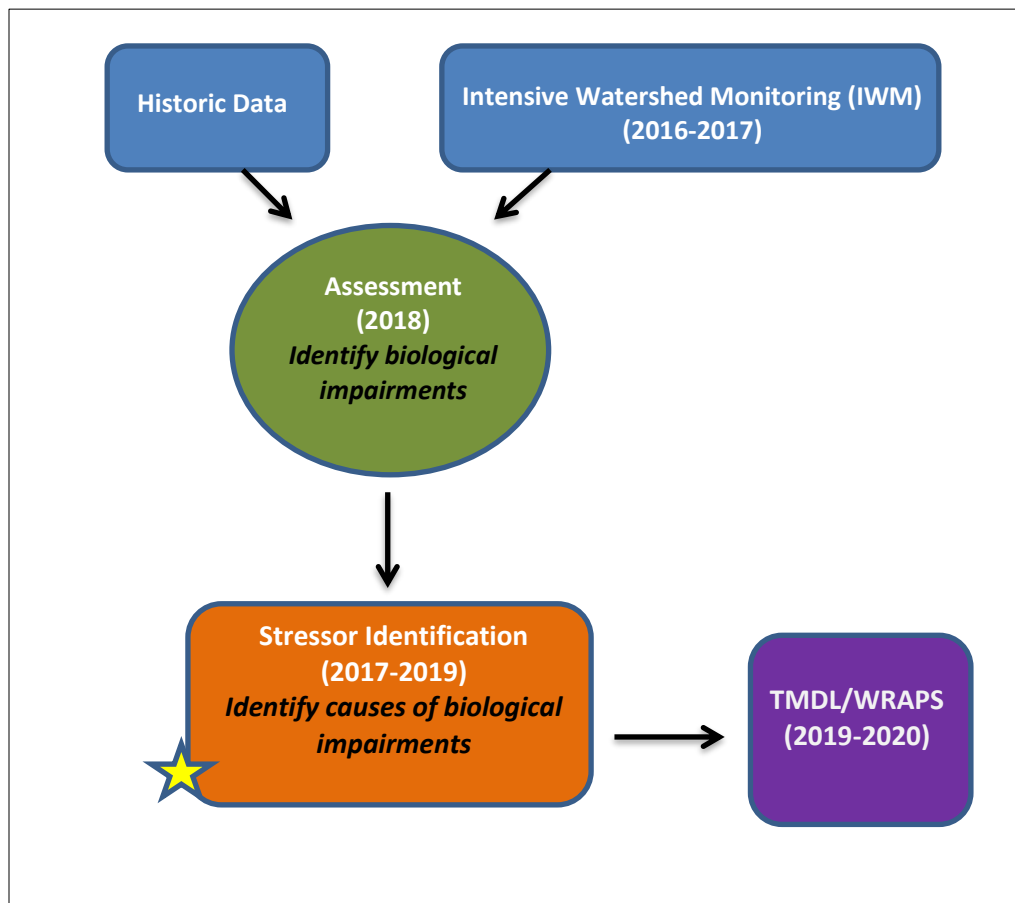 Historic Data
Intensive Watershed Monitoring (IWM)
(2016-2017)
Assessment
(2018)
Identify biological
impairments
Stressor Identification
(2017-2019)
Identify causes of biological
impairments
TMDL/WRAPS
(2019-2020)